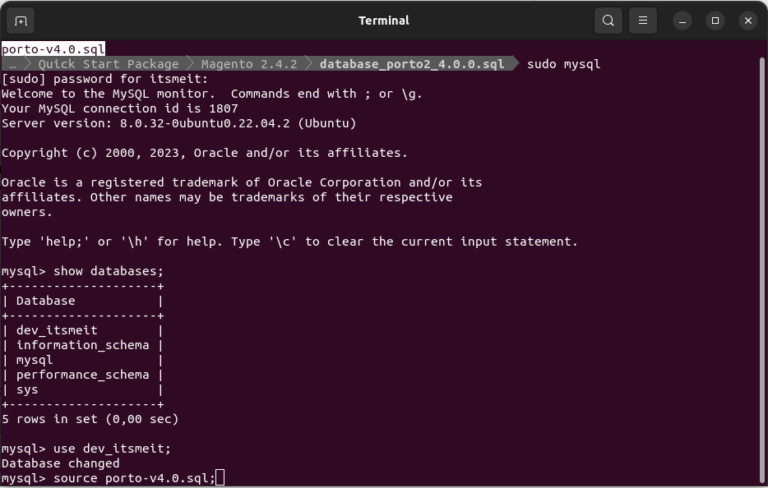 Terminal
porto-v4.0.sql
… Quick Start Package Magento 2.4.2 database_porto2_4.0.0.sql sudo mysql
[sudo] password for itsmeit:
Welcome to the MySQL monitor.  Commands end with ; or \g.
Your MySQL connection id is 1807
Server version: 8.0.32-0ubuntu0.22.04.2 (Ubuntu)
Copyright (c) 2000, 2023, Oracle and/or its affiliates.
Oracle is a registered trademark of Oracle Corporation and/or its
affiliates. Other names may be trademarks of their respective
owners.
Type 'help;' or '\h' for help. Type '\c' to clear the current input statement.
mysql> show databases;
+--------------------+
| Database           |
+--------------------+
| dev_itsmeit        |
| information_schema |
| mysql              |
| performance_schema |
| sys                |
+--------------------+
5 rows in set (0,00 sec)
mysql> use dev_itsmeit;
Database changed
mysql> source porto-v4.0.sql;